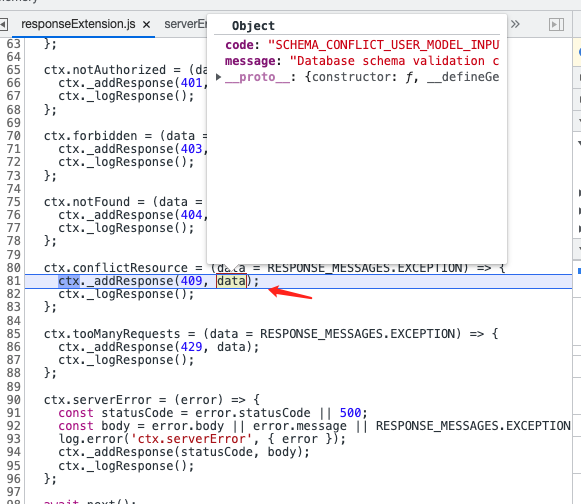 emory
responseExtension.js × serverEr »
Object
code: "SCHEMA_CONFLICT_USER_MODEL_INPU
message: "Database schema validation c
▶ __proto__: {constructor: ƒ, __defineGe
63 };
64
65 ctx.notAuthorized = (da
66 ctx._addResponse(401,
67 ctx._logResponse();
68 };
69
70 ctx.forbidden = (data =
71 ctx._addResponse(403,
72 ctx._logResponse();
73 };
74
75 ctx.notFound = (data =
76 ctx._addResponse(404,
77 ctx._logResponse();
78 };
79
80 ctx.conflictResource = (data = RESPONSE_MESSAGES.EXCEPTION) => {
81 ctx._addResponse(409, data);
82 ctx._logResponse();
83 };
84
85 ctx.tooManyRequests = (data = RESPONSE_MESSAGES.EXCEPTION) => {
86 ctx._addResponse(429, data);
87 ctx._logResponse();
88 };
89
90 ctx.serverError = (error) => {
91 const statusCode = error.statusCode || 500;
92 const body = error.body || error.message || RESPONSE_MESSAGES.EXCEPTION
93 log.error('ctx.serverError', { error });
94 ctx._addResponse(statusCode, body);
95 ctx._logResponse();
96 };
97
98 await next();